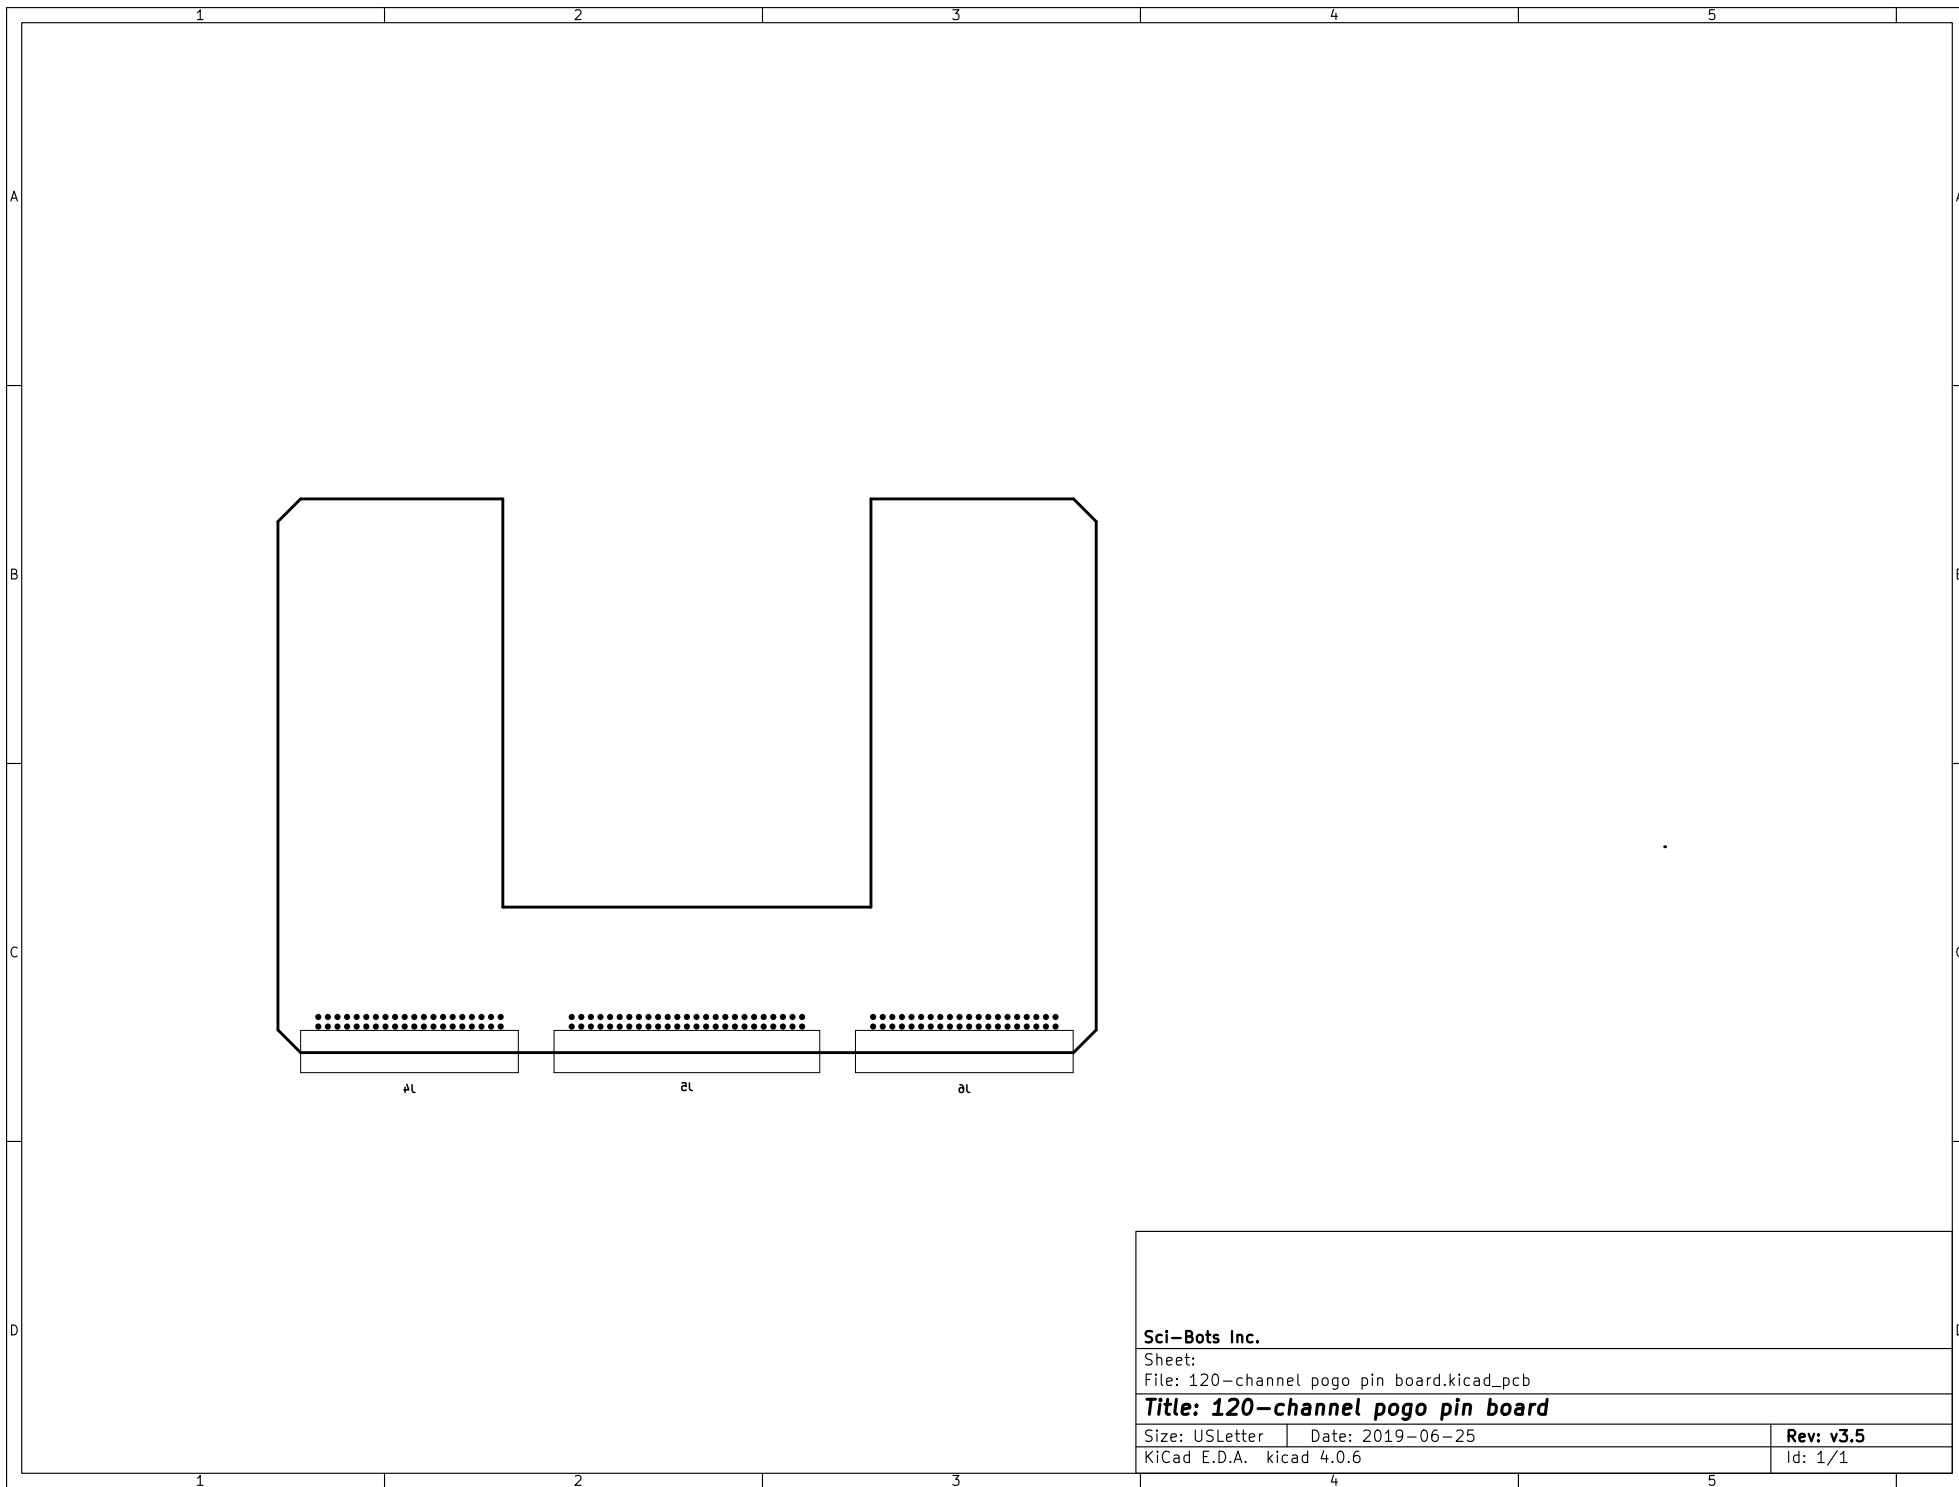 1 2 3 4 5
A A
B B
C C
J4 J5 J6
D D
Sci-Bots Inc.
Sheet:
File: 120-channel pogo pin board.kicad_pcb
Title: 120-channel pogo pin board
Size: USLetter Date: 2019-06-25 Rev: v3.5
KiCad E.D.A. kicad 4.0.6 Id: 1/1
1 2 3 4 5